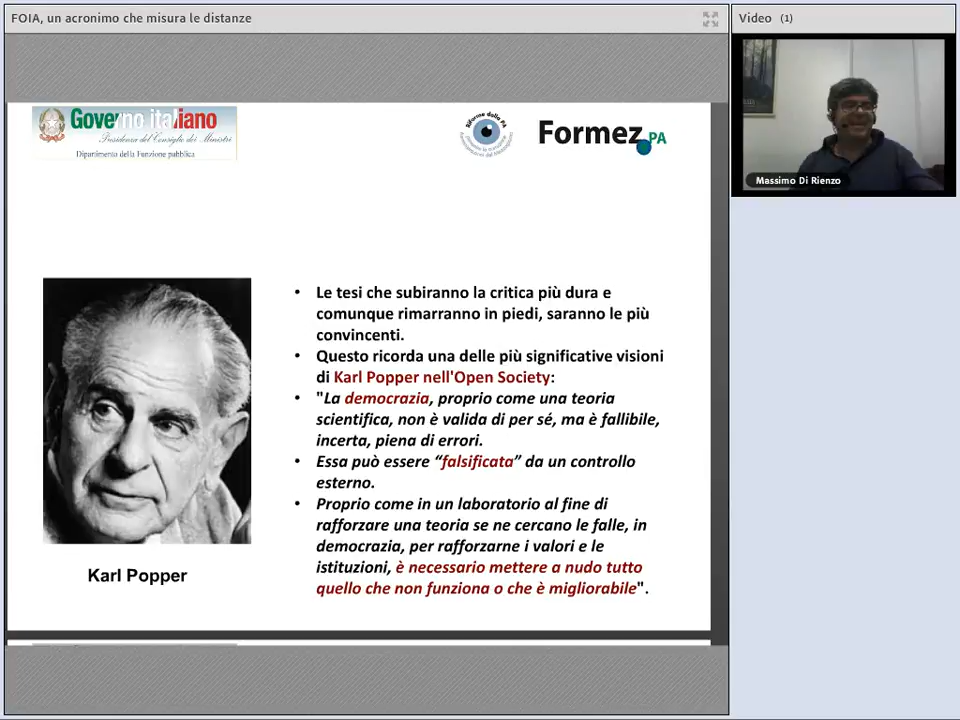 FOIA, un acronimo che misura le distanze
Video (1)
Governo italiano
Presidenza del Consiglio dei Ministri
Dipartimento della Funzione pubblica
Riforme della PA
Formez PA
Massimo Di Rienzo
• Le tesi che subiranno la critica più dura e
comunque rimarranno in piedi, saranno le più
convincenti.
• Questo ricorda una delle più significative visioni
di Karl Popper nell'Open Society:
• "La democrazia, proprio come una teoria
scientifica, non è valida di per sé, ma è fallibile,
incerta, piena di errori.
• Essa può essere “falsificata” da un controllo
esterno.
• Proprio come in un laboratorio al fine di
rafforzare una teoria se ne cercano le falle, in
democrazia, per rafforzarne i valori e le
istituzioni, è necessario mettere a nudo tutto
quello che non funziona o che è migliorabile".
Karl Popper